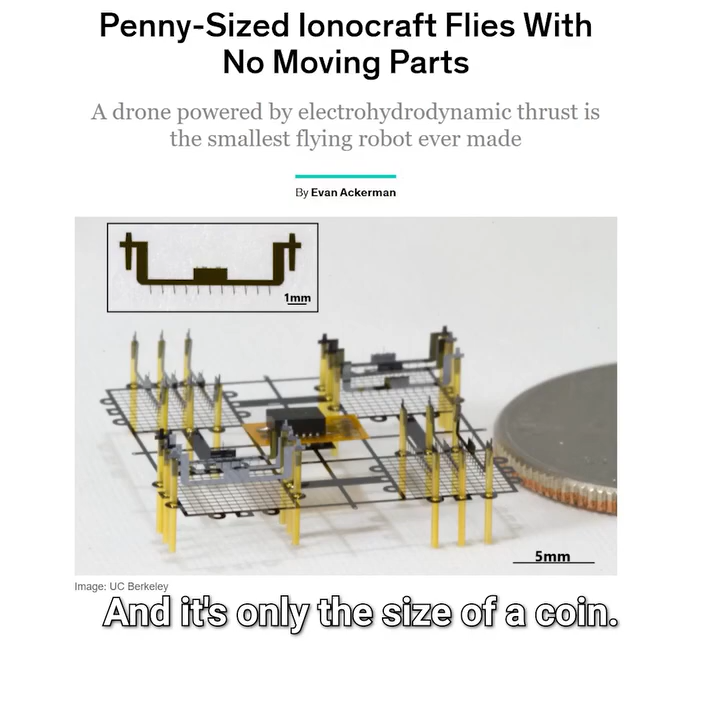 Penny-Sized Ionocraft Flies With
No Moving Parts
A drone powered by electrohydrodynamic thrust is
the smallest flying robot ever made
By Evan Ackerman
1mm
5mm
Image: UC Berkeley
And it's only the size of a coin.